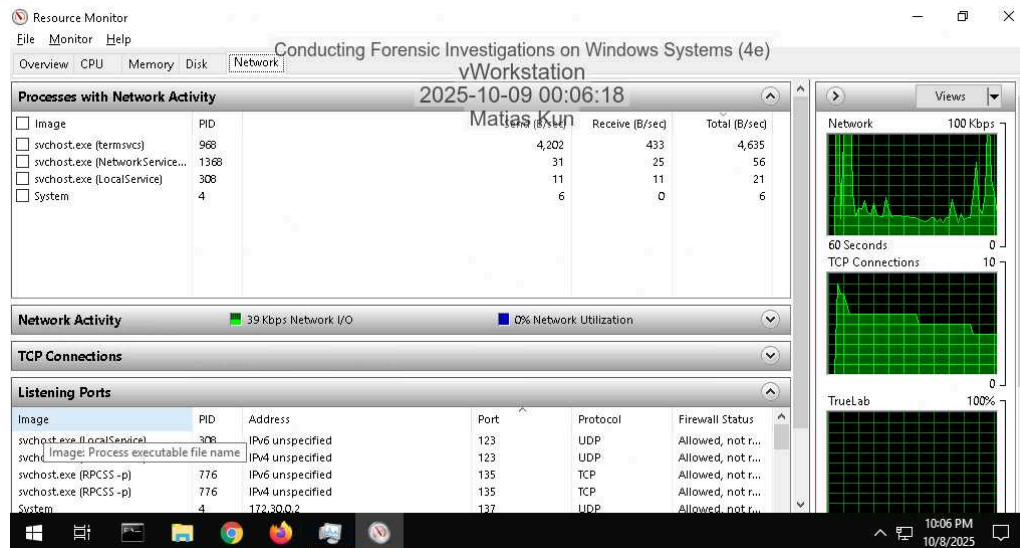 Resource Monitor
File Monitor Help
Conducting Forensic Investigations on Windows Systems (4e)
vWorkstation
2025-10-09 00:06:18
Matias Kun
Overview CPU Memory Disk Network
Processes with Network Activity
Image PID Send (B/sec) Receive (B/sec) Total (B/sec)
svchost.exe (termsvcs) 968 4,202 433 4,635
svchost.exe (NetworkService... 1368 31 25 56
svchost.exe (LocalService) 308 11 11 21
System 4 6 0 6
Network Activity 39 Kbps Network I/O 0% Network Utilization
TCP Connections
Listening Ports
Image PID Address Port Protocol Firewall Status
svchost.exe (LocalService) 308 IPv6 unspecified 123 UDP Allowed, not r...
IPv4 unspecified 123 UDP Allowed, not r...
Image: Process executable file name
svchost.exe (RPCSS -p) 776 IPv6 unspecified 135 TCP Allowed, not r...
svchost.exe (RPCSS -p) 776 IPv4 unspecified 135 TCP Allowed, not r...
System 4 172.30.0.2 137 UDP Allowed, not r...
Views
Network 100 Kbps
60 Seconds 0
TCP Connections 10
0
TrueLab 100%
10:06 PM
10/8/2025